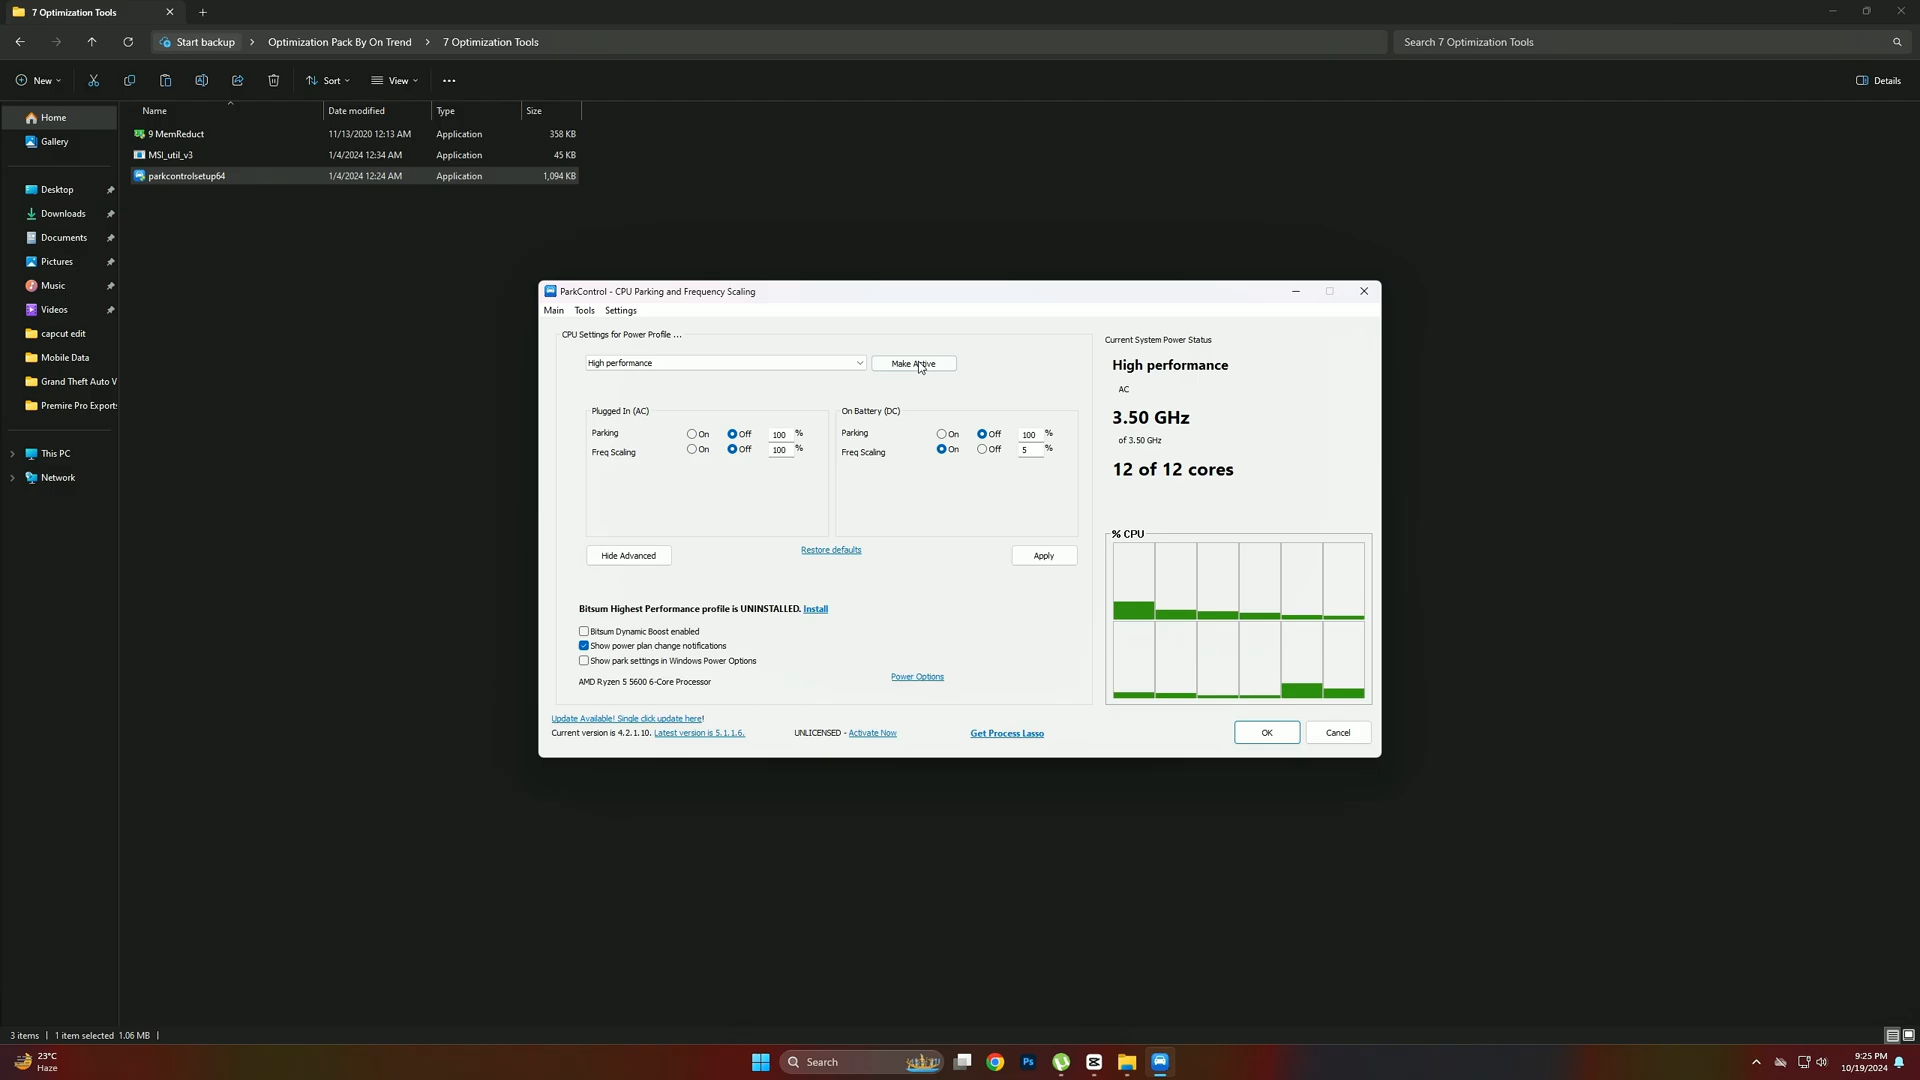 7 Optimization Tools
Start backup
Optimization Pack By On Trend
7 Optimization Tools
Search 7 Optimization Tools
New
Sort
View
Details
Name
Date modified
Type
Size
Home
9 MemReduct
11/13/2020 12:13 AM
Application
358 KB
Gallery
MSI_util_v3
1/4/2024 12:34 AM
Application
45 KB
parkcontrolsetup64
1/4/2024 12:24 AM
Application
1,094 KB
Desktop
Downloads
Documents
Pictures
Music
Videos
capcut edit
Mobile Data
Grand Theft Auto V
Premire Pro Exports
This PC
Network
ParkControl - CPU Parking and Frequency Scaling
Main Tools Settings
CPU Settings for Power Profile ...
High performance
Make Active
Plugged In (AC)
Parking
On
Off
100 %
Freq Scaling
On
Off
100 %
On Battery (DC)
Parking
On
Off
100 %
Freq Scaling
On
Off
5 %
Hide Advanced
Restore defaults
Apply
Bitsum Highest Performance profile is UNINSTALLED. Install
Bitsum Dynamic Boost enabled
Show power plan change notifications
Show park settings in Windows Power Options
AMD Ryzen 5 5600 6-Core Processor
Power Options
Current System Power Status
High performance
AC
3.50 GHz
of 3.50 GHz
12 of 12 cores
% CPU
Update Available! Single click update here!
Current version is 4.2.1.10. Latest version is 5.1.1.6.
UNLICENSED - Activate Now
Get Process Lasso
OK
Cancel
3 items
1 item selected 1.06 MB
23°C
Haze
Search
Ps
9:25 PM
10/19/2024